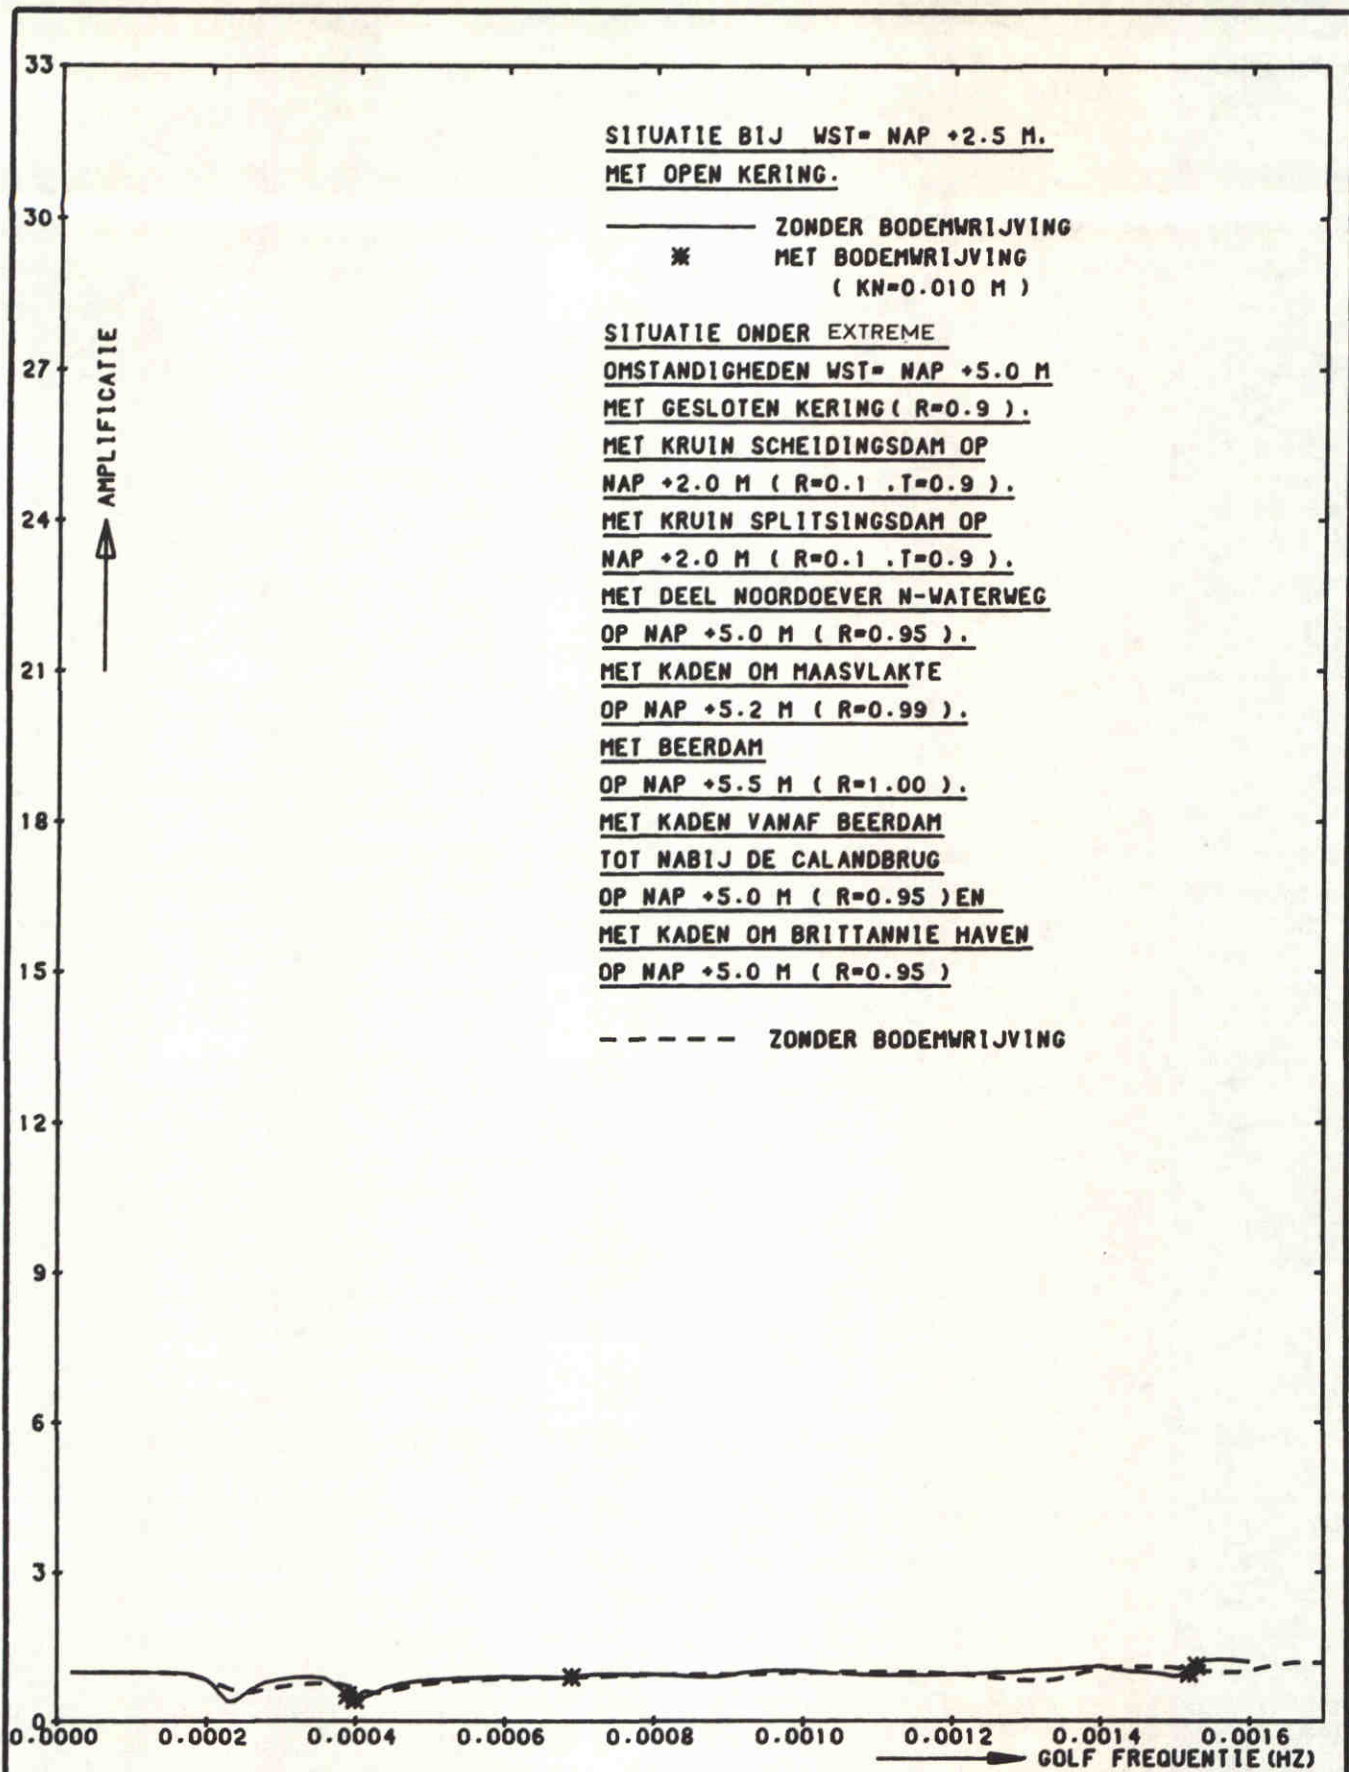 33
30
27
24
21
18
15
12
9
6
3
0
AMPLIFICATIE
SITUATIE BIJ WST= NAP +2.5 M.
MET OPEN KERING.
ZONDER BODEMWRIJVING
* MET BODEMWRIJVING
( KN=0.010 M )
SITUATIE ONDER EXTREME
OMSTANDIGHEDEN WST= NAP +5.0 M
MET GESLOTEN KERING( R=0.9 ).
MET KRUIN SCHEIDINGSDAM OP
NAP +2.0 M ( R=0.1 .T=0.9 ).
MET KRUIN SPLITSINGSDAM OP
NAP +2.0 M ( R=0.1 .T=0.9 ).
MET DEEL NOORDOEVER N-WATERWEG
OP NAP +5.0 M ( R=0.95 ).
MET KADEN OM MAASVLAKTE
OP NAP +5.2 M ( R=0.99 ).
MET BEERDAM
OP NAP +5.5 M ( R=1.00 ).
MET KADEN VANAF BEERDAM
TOT NABIJ DE CALANDBRUG
OP NAP +5.0 M ( R=0.95 )EN
MET KADEN OM BRITTANNIE HAVEN
OP NAP +5.0 M ( R=0.95 )
ZONDER BODEMWRIJVING
0.0000 0.0002 0.0004 0.0006 0.0008 0.0010 0.0012 0.0014 0.0016
GOLF FREQUENTIE(HZ)